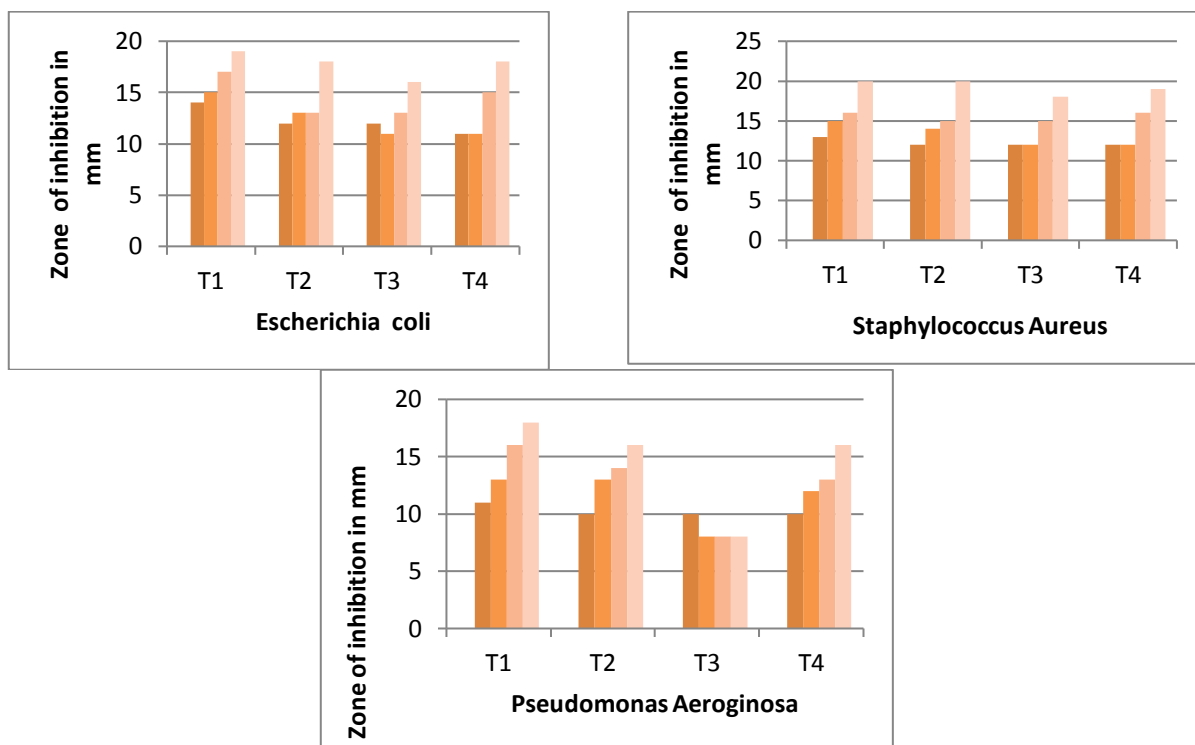 Zone of inhibition in
mm
20
15
10
5
0
T1 T2 T3 T4
Escherichia coli
Zone of inhibition in
mm
25
20
15
10
5
0
T1 T2 T3 T4
Staphylococcus Aureus
Zone of inhibition in mm
20
15
10
5
0
T1 T2 T3 T4
Pseudomonas Aeroginosa